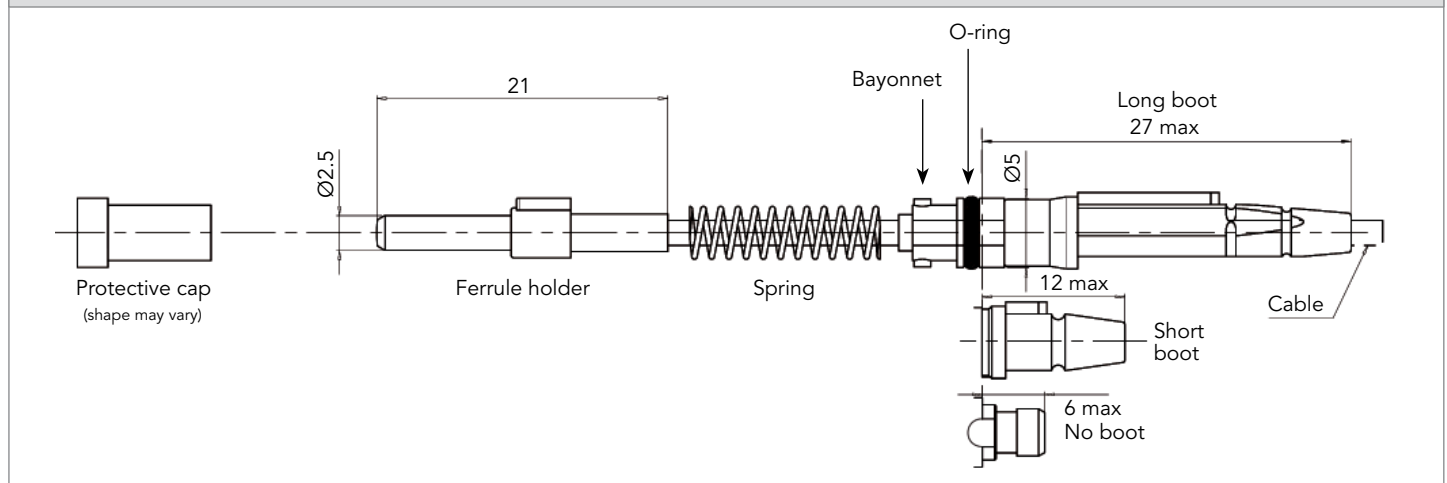 O-ring
Bayonnet
21
Long boot
27 max
Ø2.5
Ø5
Protective cap
(shape may vary)
Ferrule holder
Spring
12 max
Cable
Short
boot
6 max
No boot